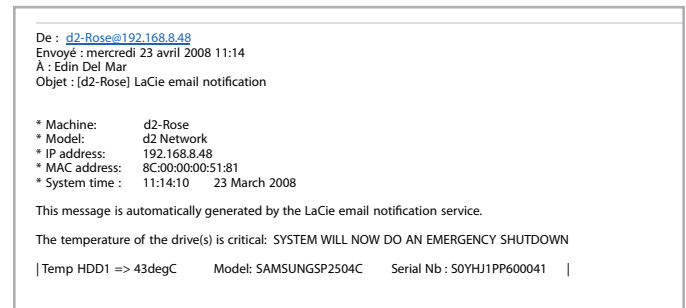 De : d2-Rose@192.168.8.48
Envoyé : mercredi 23 avril 2008 11:14
À : Edin Del Mar
Objet : [d2-Rose] LaCie email notification
* Machine: d2-Rose
* Model: d2 Network
* IP address: 192.168.8.48
* MAC address: 8C:00:00:00:51:81
* System time : 11:14:10 23 March 2008
This message is automatically generated by the LaCie email notification service.
The temperature of the drive(s) is critical: SYSTEM WILL NOW DO AN EMERGENCY SHUTDOWN
| Temp HDD1 => 43degC Model: SAMSUNGSP2504C Serial Nb : S0YHJ1PP600041 |